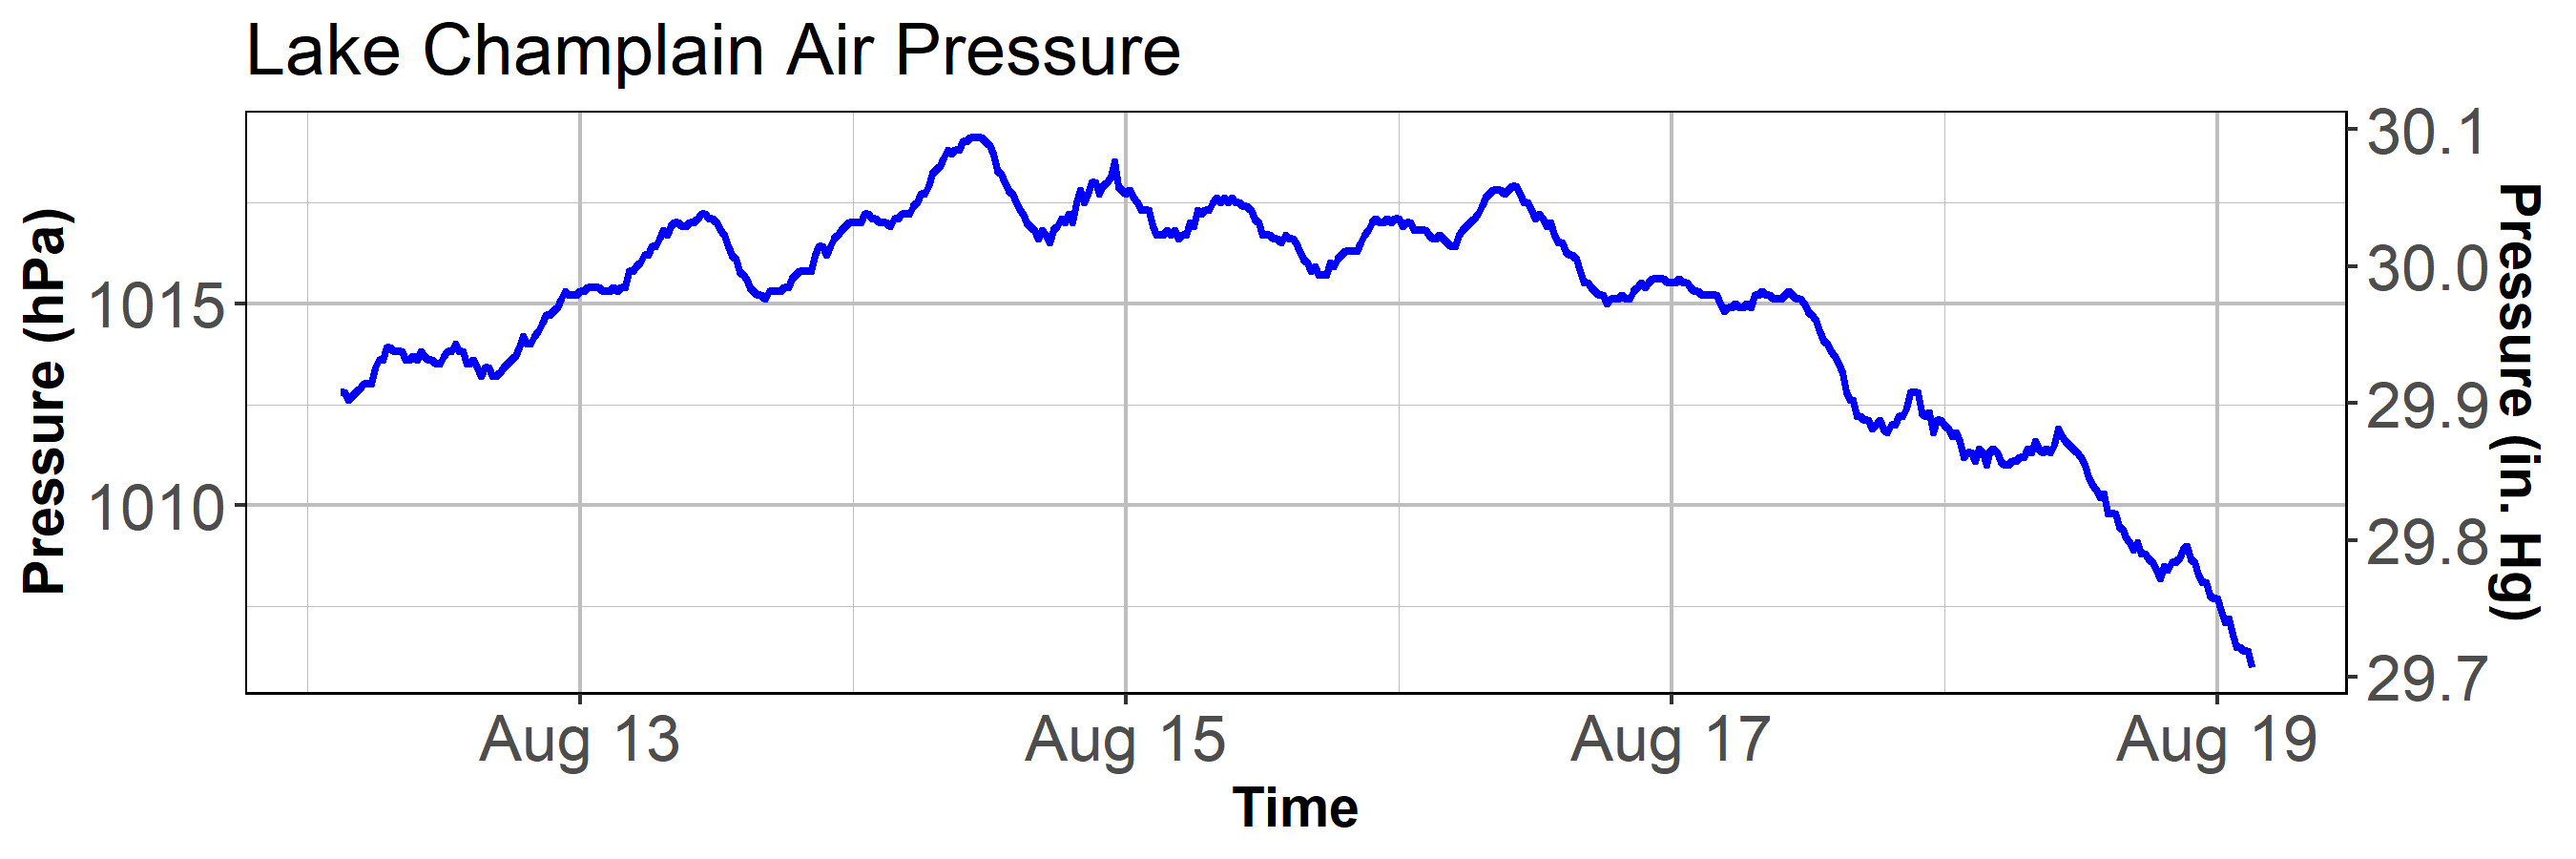 Lake Champlain Air Pressure
Pressure (hPa)
1015
1010
30.1
30.0
29.9
29.8
29.7
Pressure (in. Hg)
Aug 13
Aug 15
Aug 17
Aug 19
Time